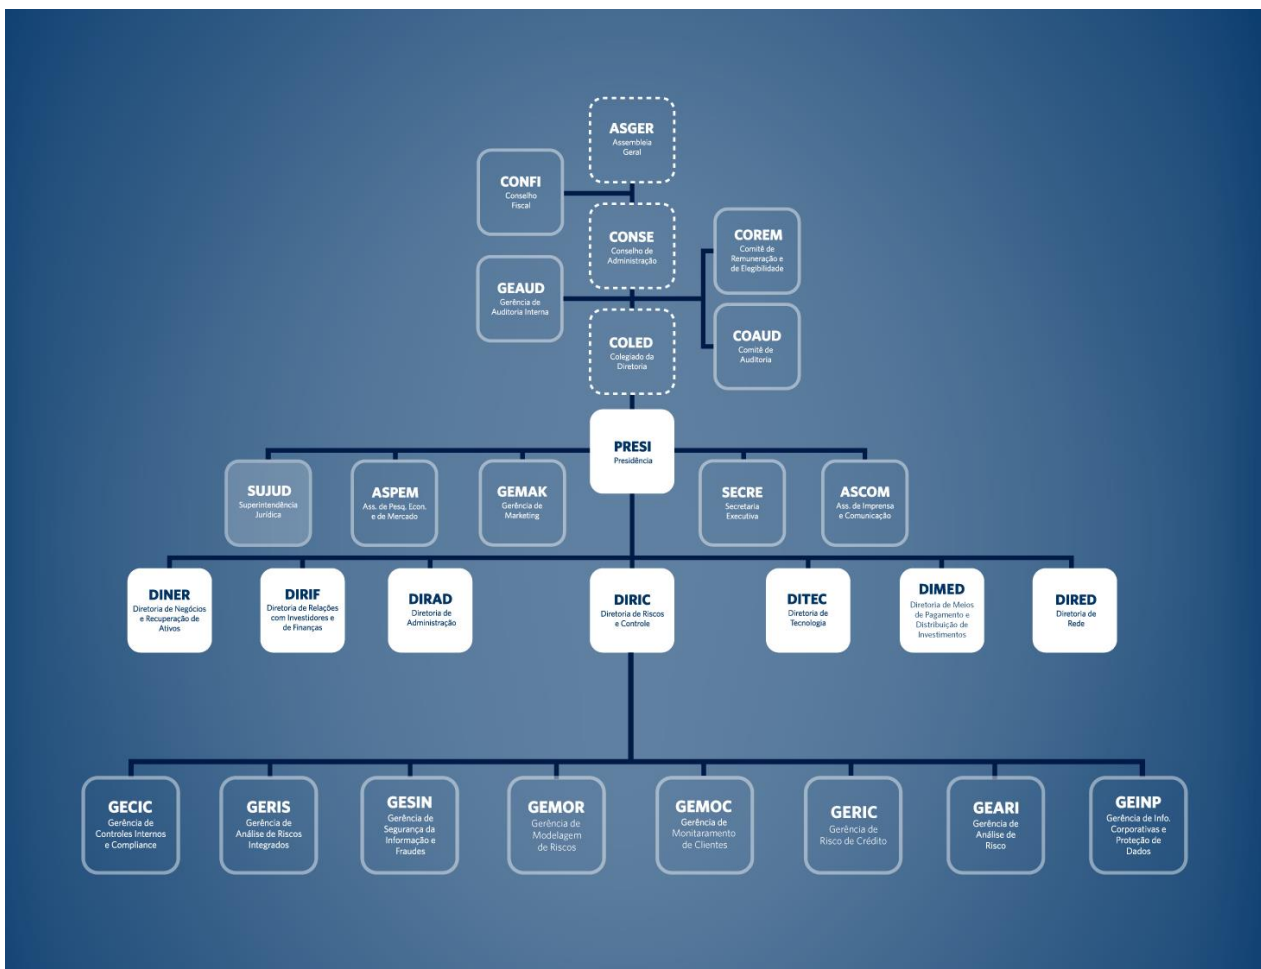 ASGER
Assembleia
Geral
CONFI
Conselho
Fiscal
CONSE
Conselho de
Administração
COREM
Comitê de
Remuneração e
de Elegibilidade
GEAUD
Gerência de
Auditoria Interna
COLED
Colegiado da
Diretoria
COAUD
Comitê de
Auditoria
PRESI
Presidência
SUJUD
Superintendência
Jurídica
ASPEM
Ass. de Pesq. Econ.
e de Mercado
GEMAK
Gerência de
Marketing
SECRE
Secretaria
Executiva
ASCOM
Ass. de Imprensa
e Comunicação
DINER
Diretoria de Negócios
e Recuperação de
Ativos
DIRIF
Diretoria de Relações
com Investidores e
de Finanças
DIRAD
Diretoria de
Administração
DIRIC
Diretoria de Riscos
e Controle
DITEC
Diretoria de
Tecnologia
DIMED
Diretoria de Meios
de Pagamento e
Distribuição de
Investimentos
DIRED
Diretoria de
Rede
GECIC
Gerência de
Controles Internos
e Compliance
GERIS
Gerência de
Análise de Riscos
Integrados
GESIN
Gerência de
Segurança da
Informação e
Fraudes
GEMOR
Gerência de
Modelagem
de Riscos
GEMOC
Gerência de
Monitaramento
de Clientes
GERIC
Gerência de
Risco de Crédito
GEARI
Gerência de
Análise de
Risco
GEINP
Gerência de Info.
Corporativas e
Proteção de
Dados